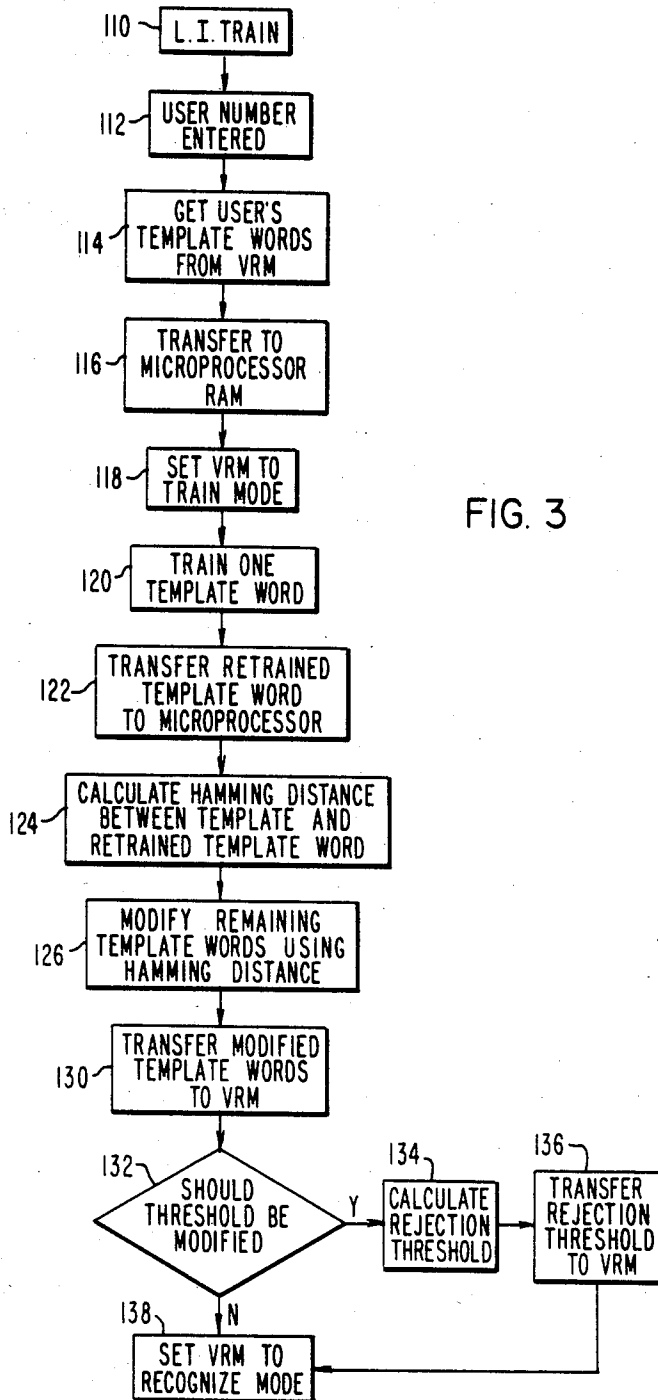 110
L.I. TRAIN
112
USER NUMBER
ENTERED
114
GET USER'S
TEMPLATE WORDS
FROM VRM
116
TRANSFER TO
MICROPROCESSOR
RAM
118
SET VRM TO
TRAIN MODE
FIG. 3
120
TRAIN ONE
TEMPLATE WORD
122
TRANSFER RETRAINED
TEMPLATE WORD
TO MICROPROCESSOR
124
CALCULATE HAMMING DISTANCE
BETWEEN TEMPLATE AND
RETRAINED TEMPLATE WORD
126
MODIFY REMAINING
TEMPLATE WORDS USING
HAMMING DISTANCE
130
TRANSFER MODIFIED
TEMPLATE WORDS
TO VRM
132
SHOULD
THRESHOLD BE
MODIFIED
Y
134
CALCULATE
REJECTION
THRESHOLD
136
TRANSFER
REJECTION
THRESHOLD
TO VRM
N
138
SET VRM TO
RECOGNIZE MODE